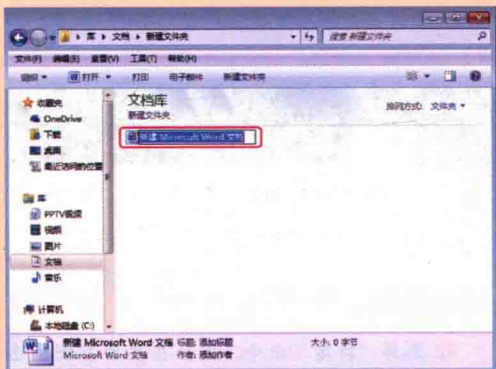 库 ▸ 文档 ▸ 新建文件夹
搜索 新建文件夹
文件(F) 编辑(E) 查看(V) 工具(T) 帮助(H)
组织 打开 打印 电子邮件 新建文件夹
收藏夹
OneDrive
下载
桌面
最近访问的位置
库
PPTV视频
视频
图片
文档
音乐
计算机
本地磁盘 (C:)
文档库
新建文件夹
排列方式: 文件夹
新建 Microsoft Word 文档
新建 Microsoft Word 文档 标题: 添加标题 大小: 0 字节
Microsoft Word 文档 作者: 添加作者